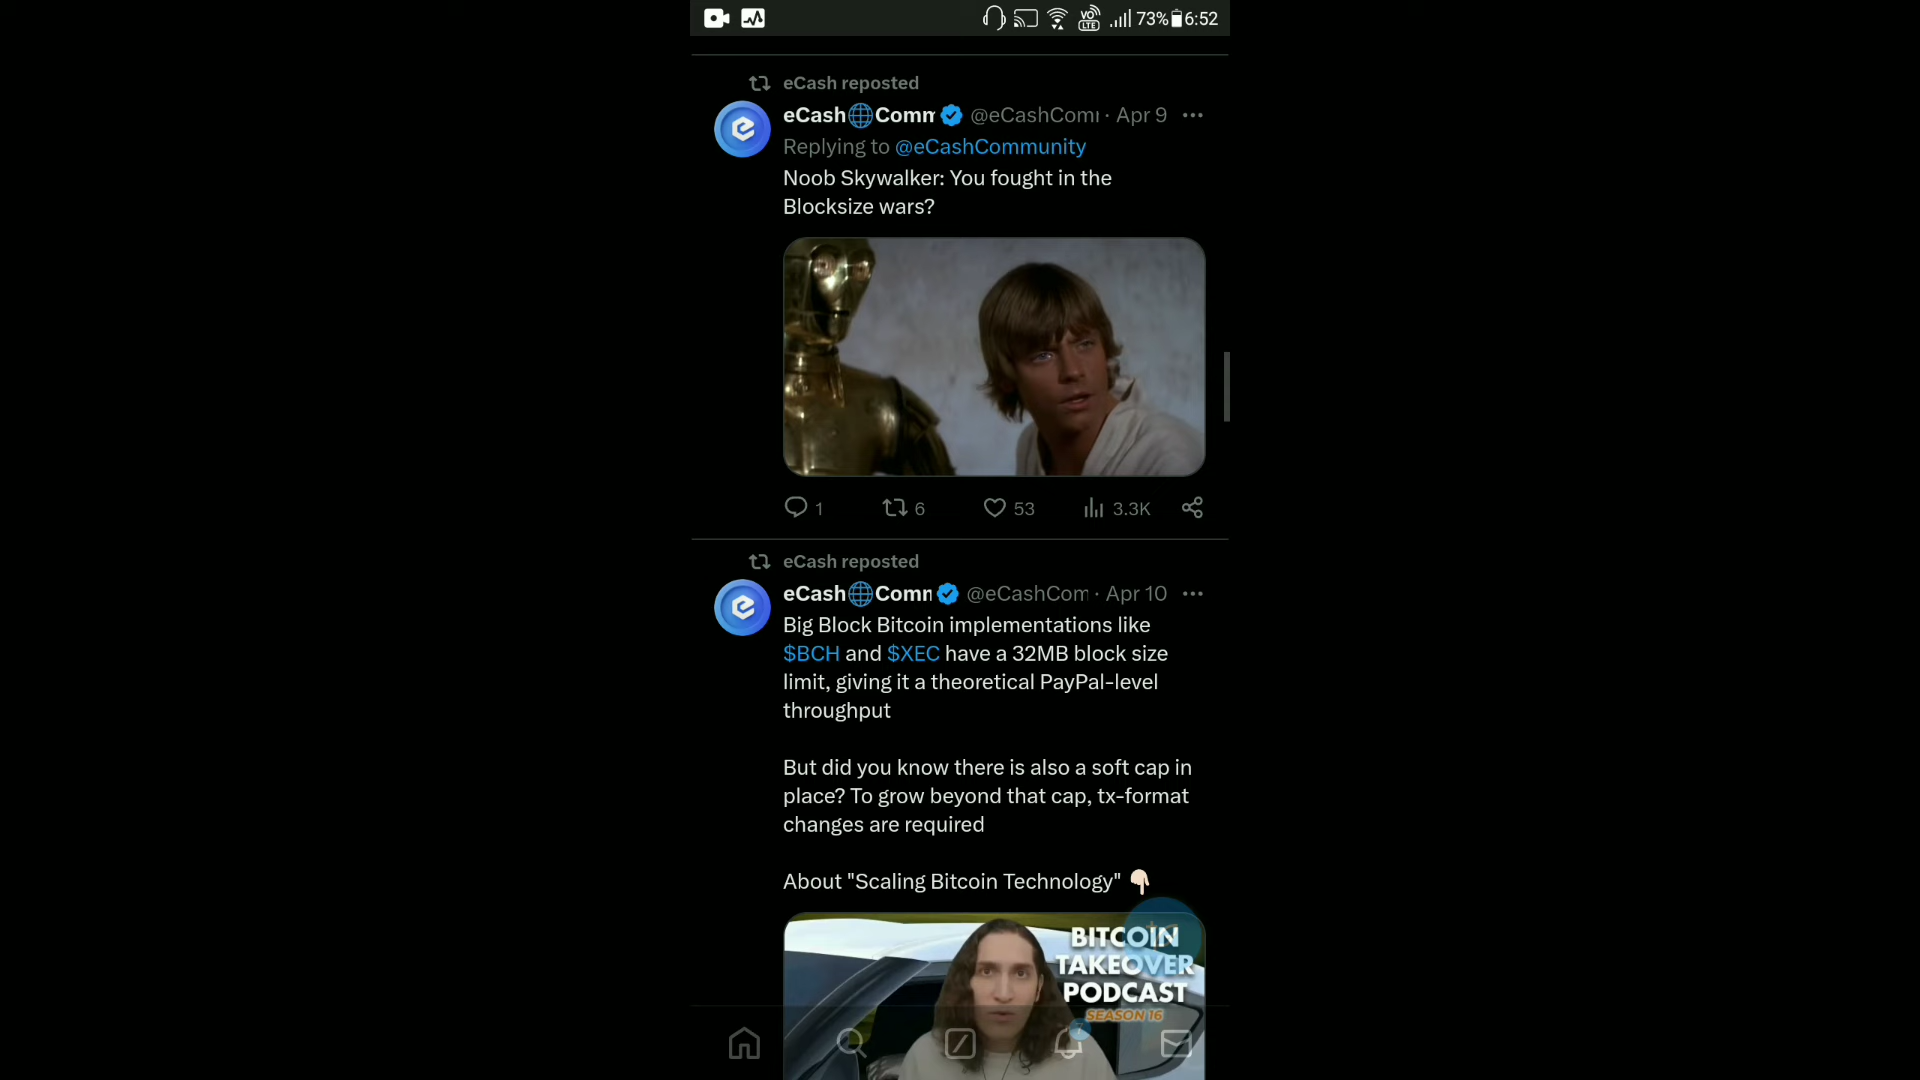 73% 6:52
eCash reposted
eCash Comm @eCashComı · Apr 9
Replying to @eCashCommunity
Noob Skywalker: You fought in the
Blocksize wars?
1 6 53 3.3K
eCash reposted
eCash Comm @eCashCom · Apr 10
Big Block Bitcoin implementations like
$BCH and $XEC have a 32MB block size
limit, giving it a theoretical PayPal-level
throughput
But did you know there is also a soft cap in
place? To grow beyond that cap, tx-format
changes are required
About "Scaling Bitcoin Technology"
BITCOIN
TAKEOVER
PODCAST
SEASON 16